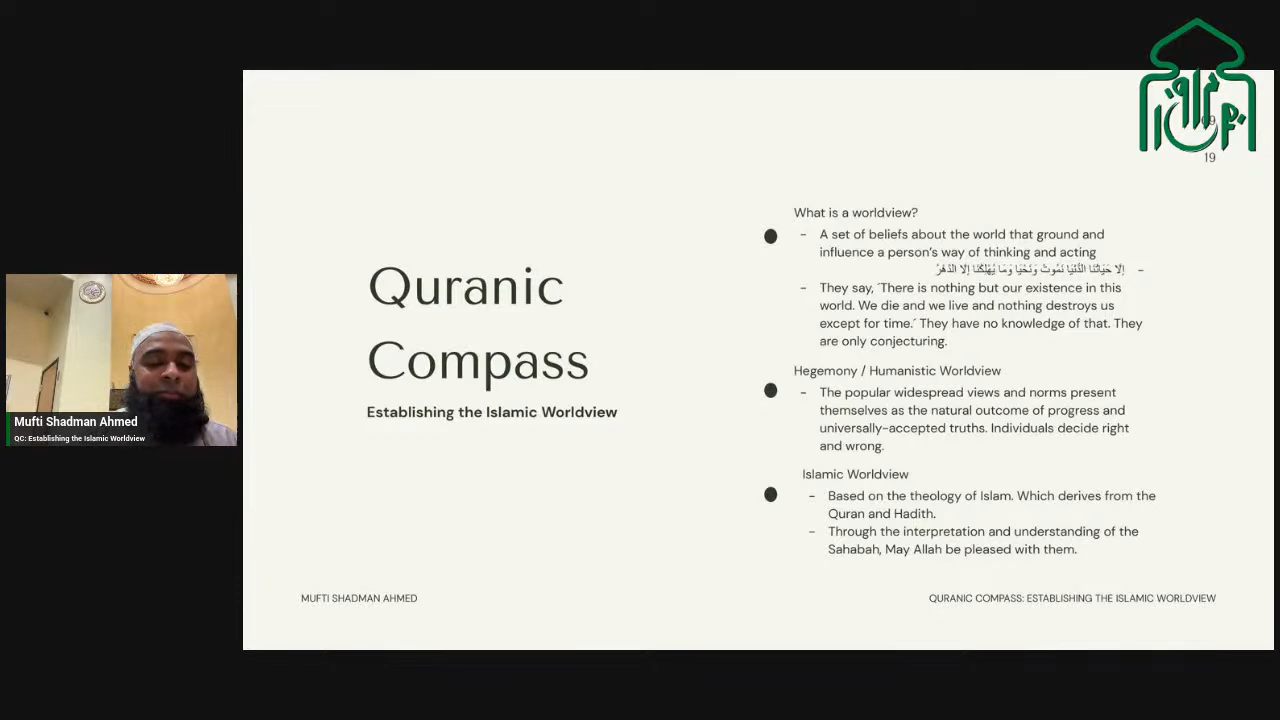 19
Quranic
Compass
Establishing the Islamic Worldview
What is a worldview?
- A set of beliefs about the world that ground and
influence a person's way of thinking and acting
- إِلَّا حَيَاتُنَا الدُّنْيَا نَمُوتُ وَنَحْيَا وَمَا يُهْلِكُنَا إِلَّا الدَّهْرُ
- They say, ´There is nothing but our existence in this
world. We die and we live and nothing destroys us
except for time.´ They have no knowledge of that. They
are only conjecturing.
Hegemony / Humanistic Worldview
- The popular widespread views and norms present
themselves as the natural outcome of progress and
universally-accepted truths. Individuals decide right
and wrong.
Islamic Worldview
- Based on the theology of Islam. Which derives from the
Quran and Hadith.
- Through the interpretation and understanding of the
Sahabah, May Allah be pleased with them.
MUFTI SHADMAN AHMED
QURANIC COMPASS: ESTABLISHING THE ISLAMIC WORLDVIEW
Mufti Shadman Ahmed
QC: Establishing the Islamic Worldview